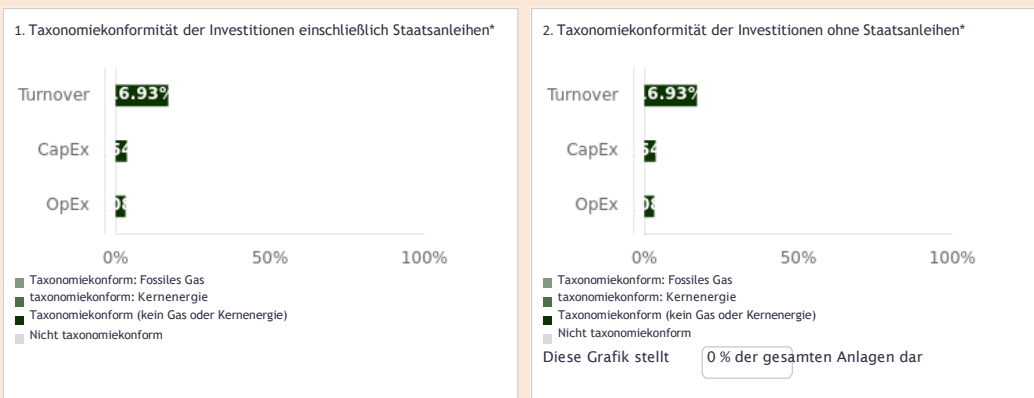 1. Taxonomiekonformität der Investitionen einschließlich Staatsanleihen*
Turnover
CapEx
OpEx
0% 50% 100%
Taxonomiekonform: Fossiles Gas
taxonomiekonform: Kernenergie
Taxonomiekonform (kein Gas oder Kernenergie)
Nicht taxonomiekonform
2. Taxonomiekonformität der Investitionen ohne Staatsanleihen*
Turnover
CapEx
OpEx
0% 50% 100%
Taxonomiekonform: Fossiles Gas
taxonomiekonform: Kernenergie
Taxonomiekonform (kein Gas oder Kernenergie)
Nicht taxonomiekonform
Diese Grafik stellt 0 % der gesamten Anlagen dar